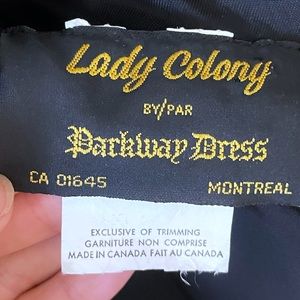 Lady Colony
BY/PAR
Parkway Dress
CA 01645 MONTREAL
EXCLUSIVE OF TRIMMING
GARNITURE NON COMPRISE
MADE IN CANADA FAIT AU CANADA